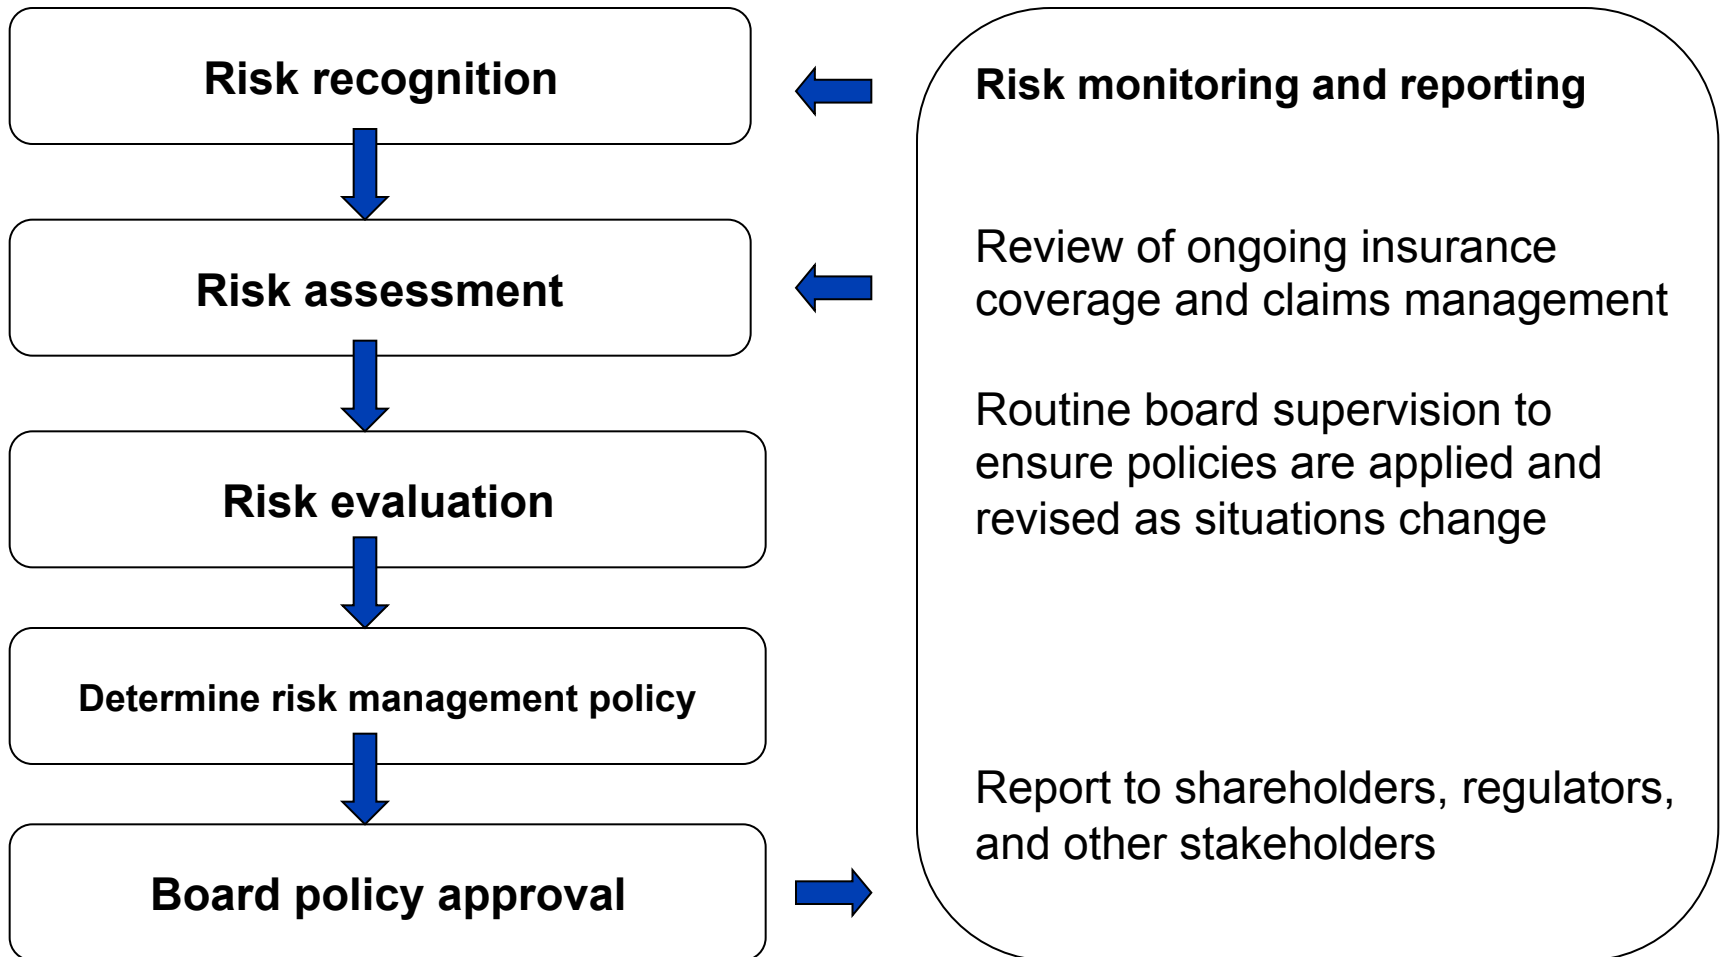 Risk recognition
Risk assessment
Risk evaluation
Determine risk management policy
Board policy approval
Risk monitoring and reporting
Review of ongoing insurance
coverage and claims management
Routine board supervision to
ensure policies are applied and
revised as situations change
Report to shareholders, regulators,
and other stakeholders